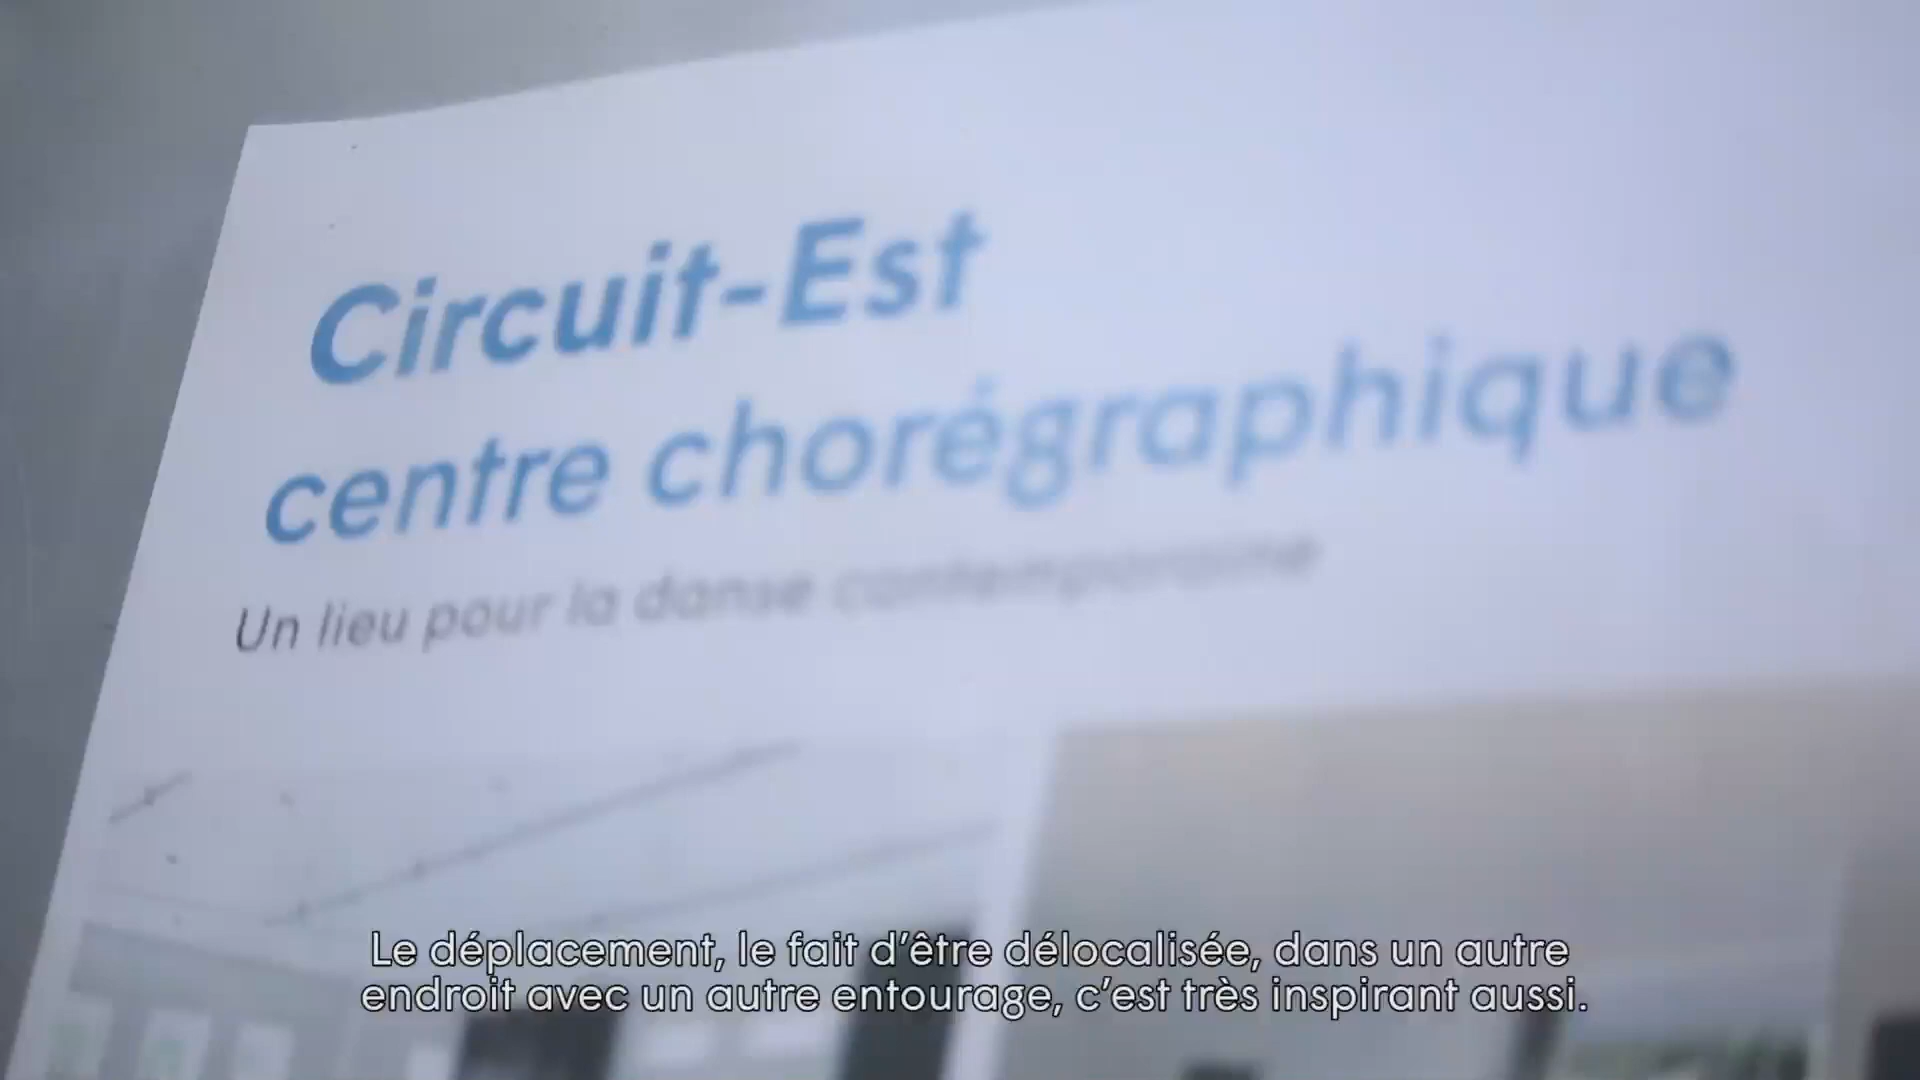 Circuit-Est
centre chorégraphique
Un lieu pour la danse contemporaine
Le déplacement, le fait d'être délocalisée, dans un autre
endroit avec un autre entourage, c'est très inspirant aussi.